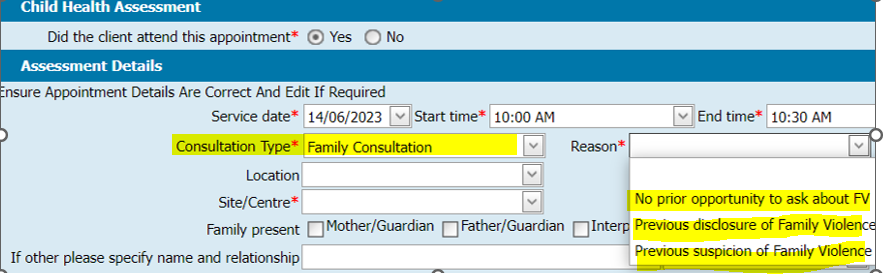 Child Health Assessment
Did the client attend this appointment* Yes No
Assessment Details
Ensure Appointment Details Are Correct And Edit If Required
Service date* 14/06/2023 Start time* 10:00 AM End time* 10:30 AM
Consultation Type* Family Consultation Reason*
Location
No prior opportunity to ask about FV
Site/Centre*
Family present Mother/Guardian Father/Guardian Interp
Previous disclosure of Family Violence
If other please specify name and relationship
Previous suspicion of Family Violence